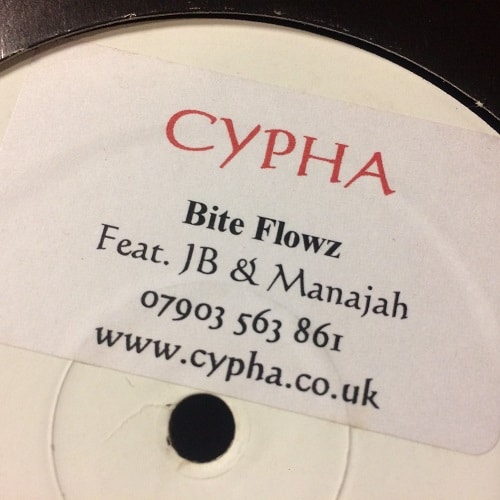 CYPHA
Bite Flowz
Feat. JB & Manajah
07903 563 861
www.cypha.co.uk